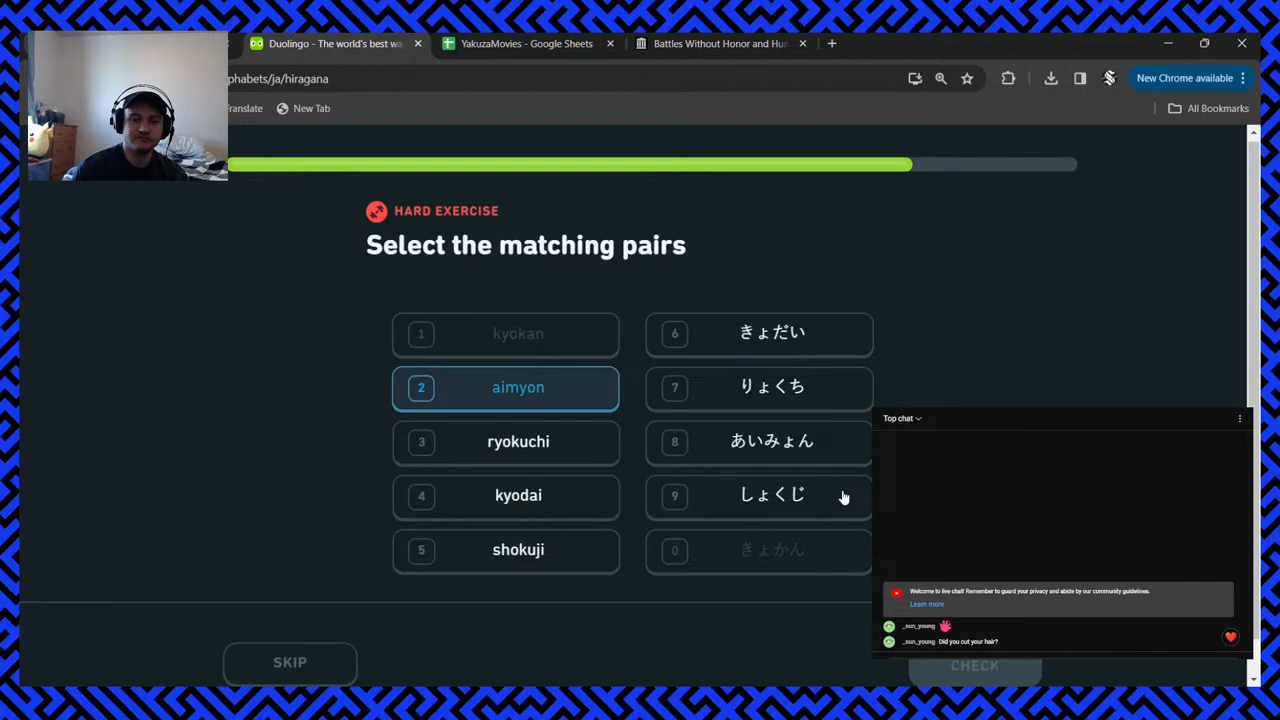 Duolingo - The world's best wa
YakuzaMovies - Google Sheets
Battles Without Honor and Hun
phabets/ja/hiragana
New Chrome available
Translate
New Tab
All Bookmarks
HARD EXERCISE
Select the matching pairs
1 kyokan
6 きょだい
2 aimyon
7 りょくち
3 ryokuchi
8 あいみょん
4 kyodai
9 しょくじ
5 shokuji
0 きょかん
Top chat
Welcome to live chat! Remember to guard your privacy and abide by our community guidelines.
Learn more
_sun_young
_sun_young Did you cut your hair?
SKIP
CHECK